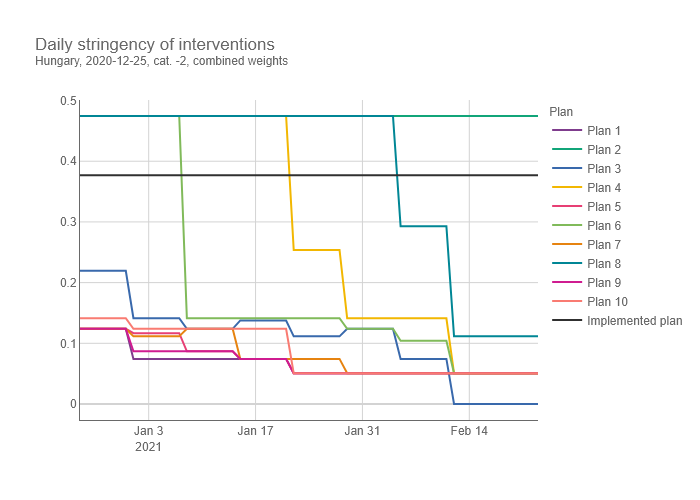 Daily stringency of interventions
Hungary, 2020-12-25, cat. -2, combined weights
0.5
0.4
0.3
0.2
0.1
0
Jan 3
2021
Jan 17
Jan 31
Feb 14
Plan
Plan 1
Plan 2
Plan 3
Plan 4
Plan 5
Plan 6
Plan 7
Plan 8
Plan 9
Plan 10
Implemented plan